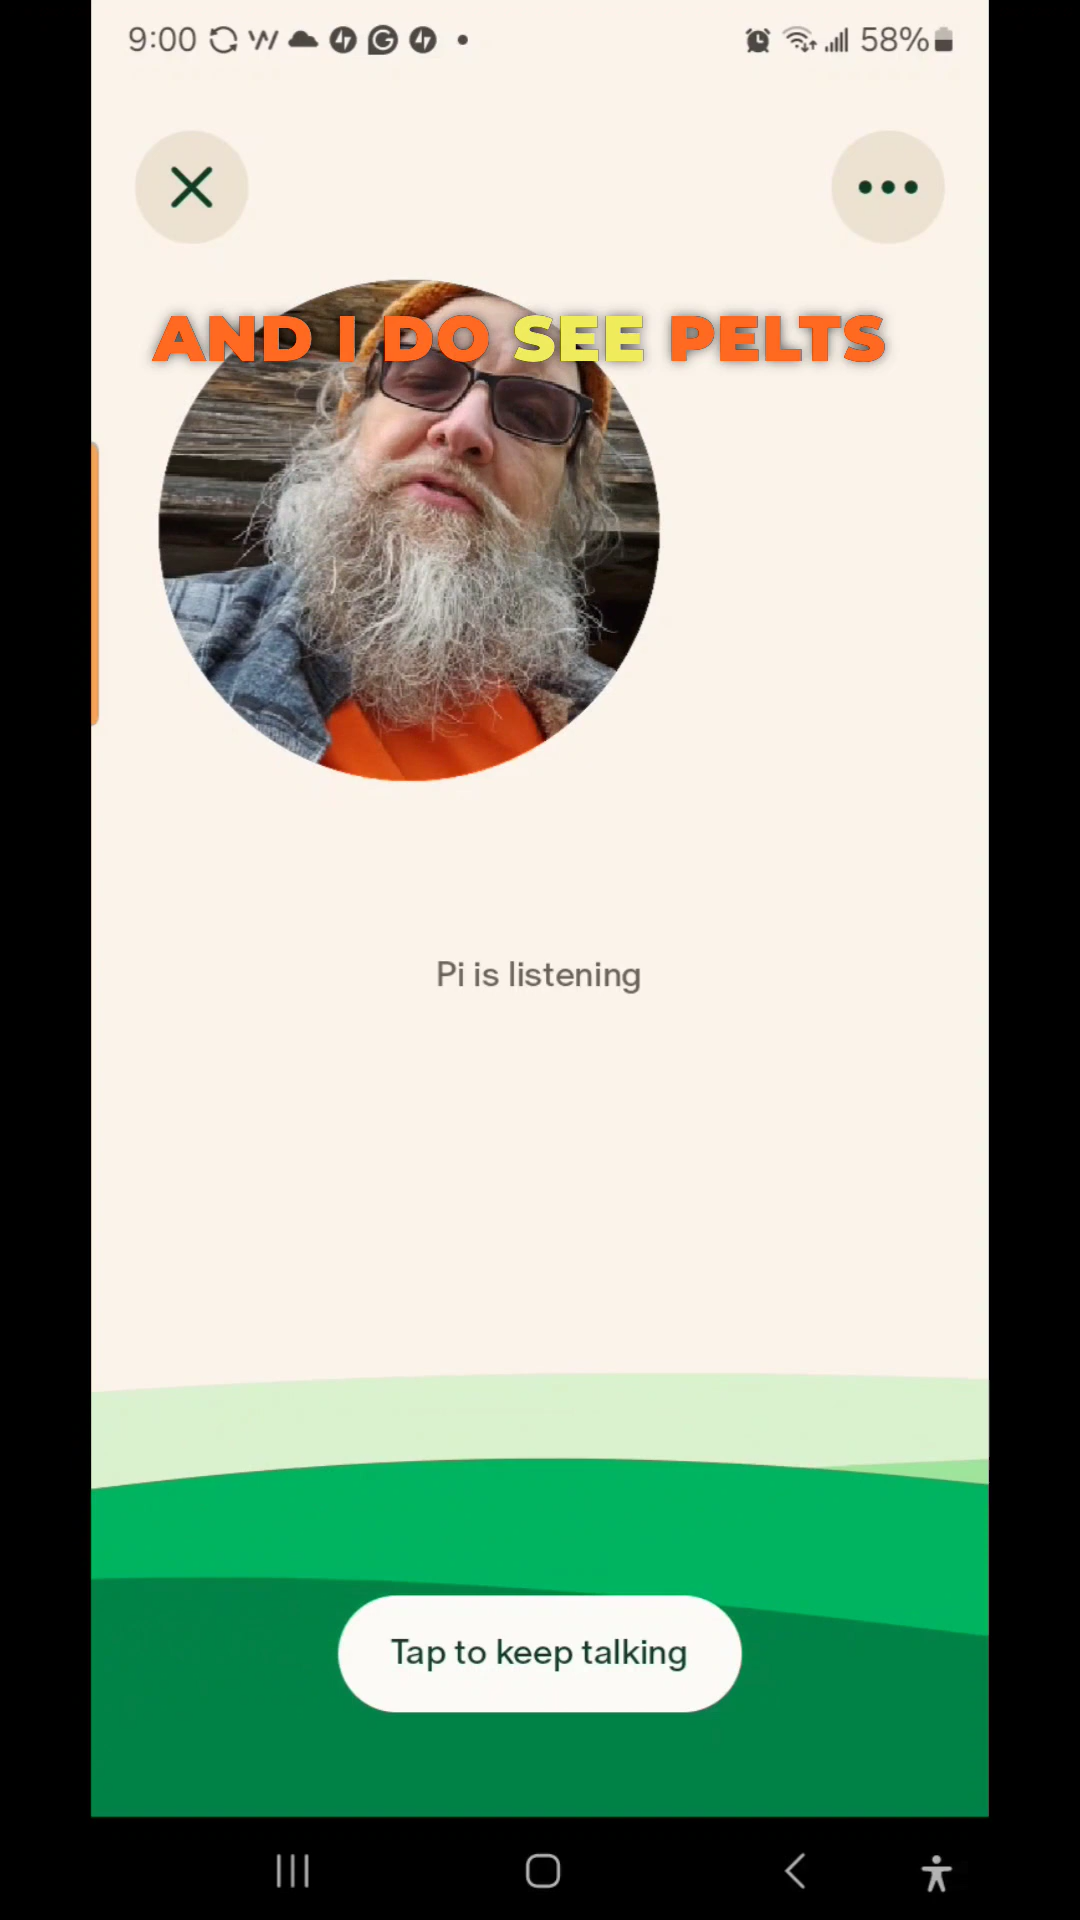 9:00
58%
AND I DO SEE PELTS
Pi is listening
Tap to keep talking